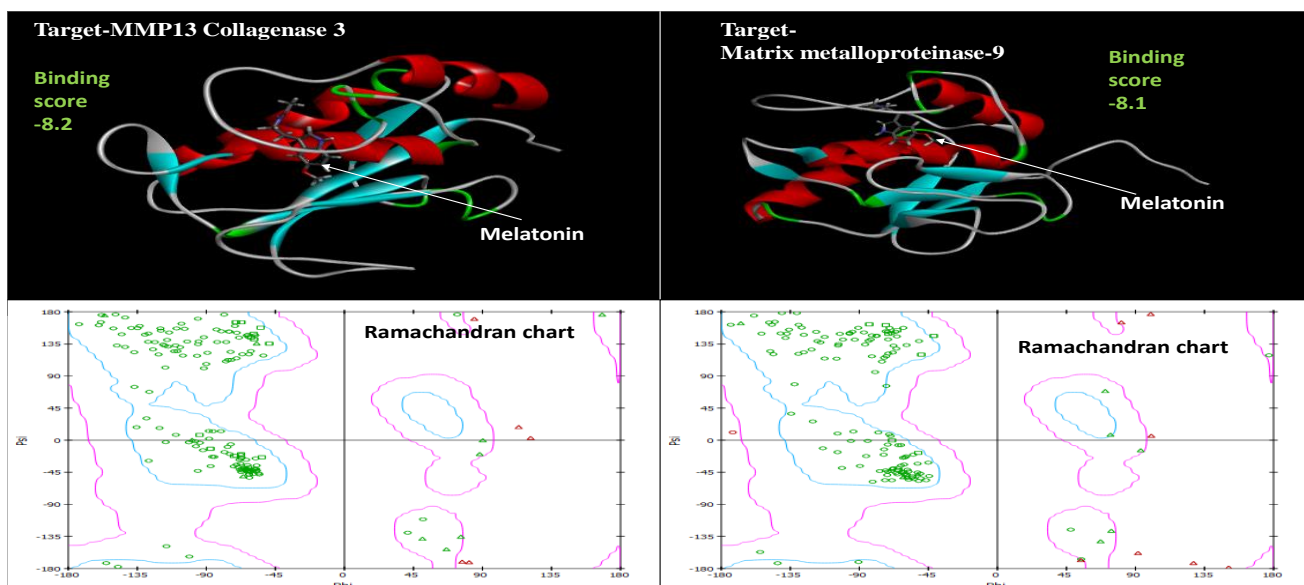 Target-MMP13 Collagenase 3
Binding
score
-8.2
Melatonin
Target-
Matrix metalloproteinase-9
Binding
score
-8.1
Melatonin
Ramachandran chart
180
135
90
45
0
-45
-90
-135
-180
Psi
-180
-135
-90
-45
0
45
90
135
180
Phi
Ramachandran chart
180
135
90
45
0
-45
-90
-135
-180
Psi
-180
-135
-90
-45
0
45
90
135
180
Phi